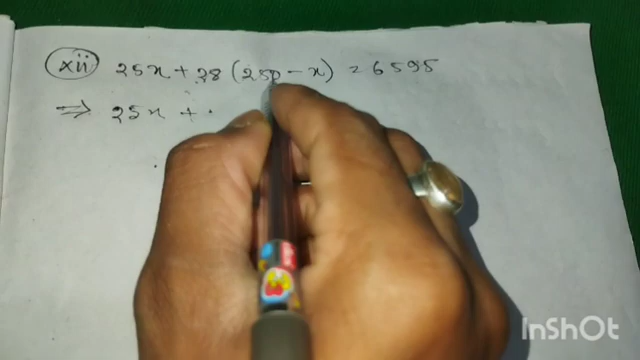 xii 25x + 28 (250 - x) = 6595
⇒ 25x +
InShOt